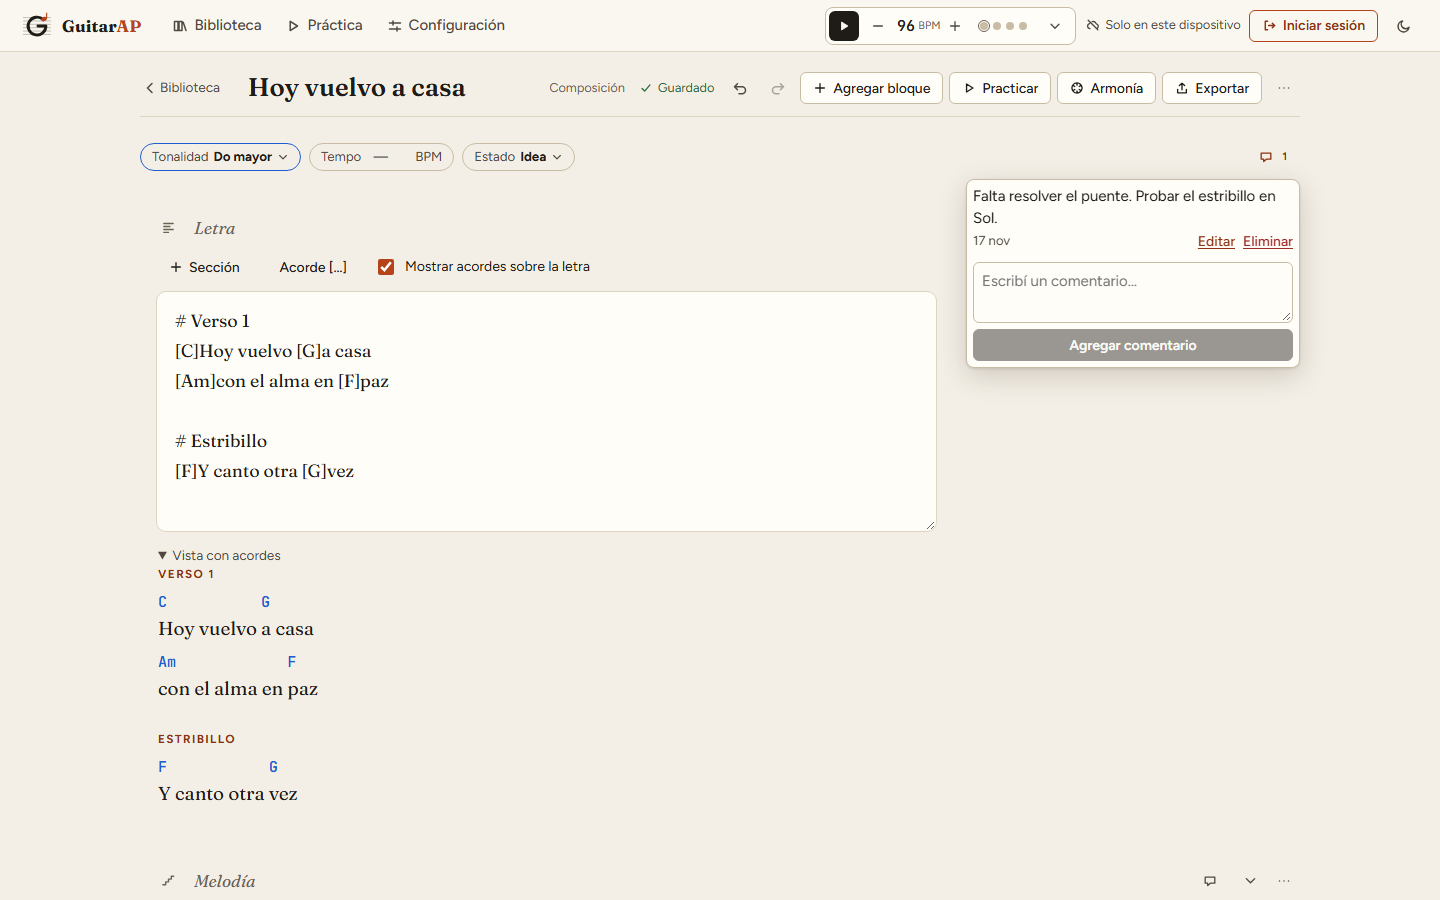 GuitarAP
Biblioteca
Práctica
Configuración
96 BPM
Solo en este dispositivo
Iniciar sesión
Biblioteca
Hoy vuelvo a casa
Composición
Guardado
Agregar bloque
Practicar
Armonía
Exportar
Tonalidad Do mayor
Tempo — BPM
Estado Idea
1
Falta resolver el puente. Probar el estribillo en
Sol.
17 nov
Editar Eliminar
Escribí un comentario...
Agregar comentario
Letra
Sección
Acorde [...]
Mostrar acordes sobre la letra
# Verso 1
[C]Hoy vuelvo [G]a casa
[Am]con el alma en [F]paz
# Estribillo
[F]Y canto otra [G]vez
Vista con acordes
VERSO 1
C G
Hoy vuelvo a casa
Am F
con el alma en paz
ESTRIBILLO
F G
Y canto otra vez
Melodía